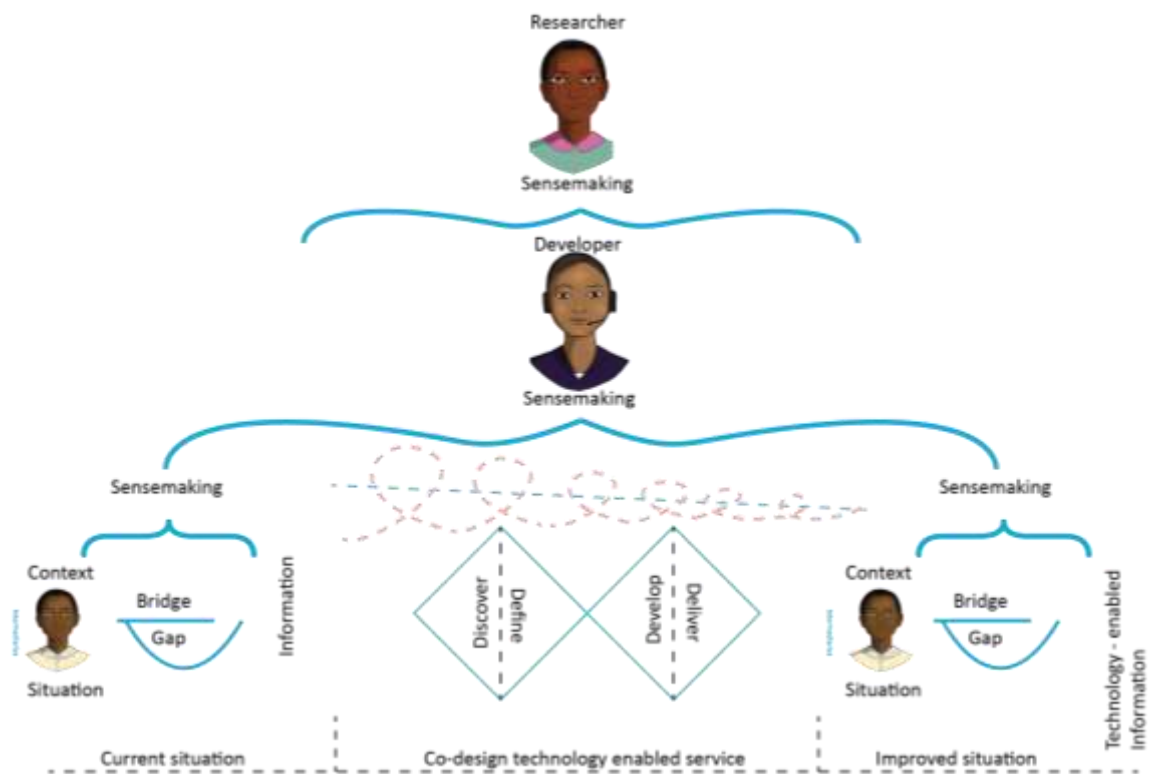 Researcher
Sensemaking
Developer
Sensemaking
Sensemaking
Context
Bridge
Gap
Situation
Information
Discover
Define
Develop
Deliver
Sensemaking
Context
Bridge
Gap
Situation
Technology - enabled
Information
Current situation
Co-design technology enabled service
Improved situation